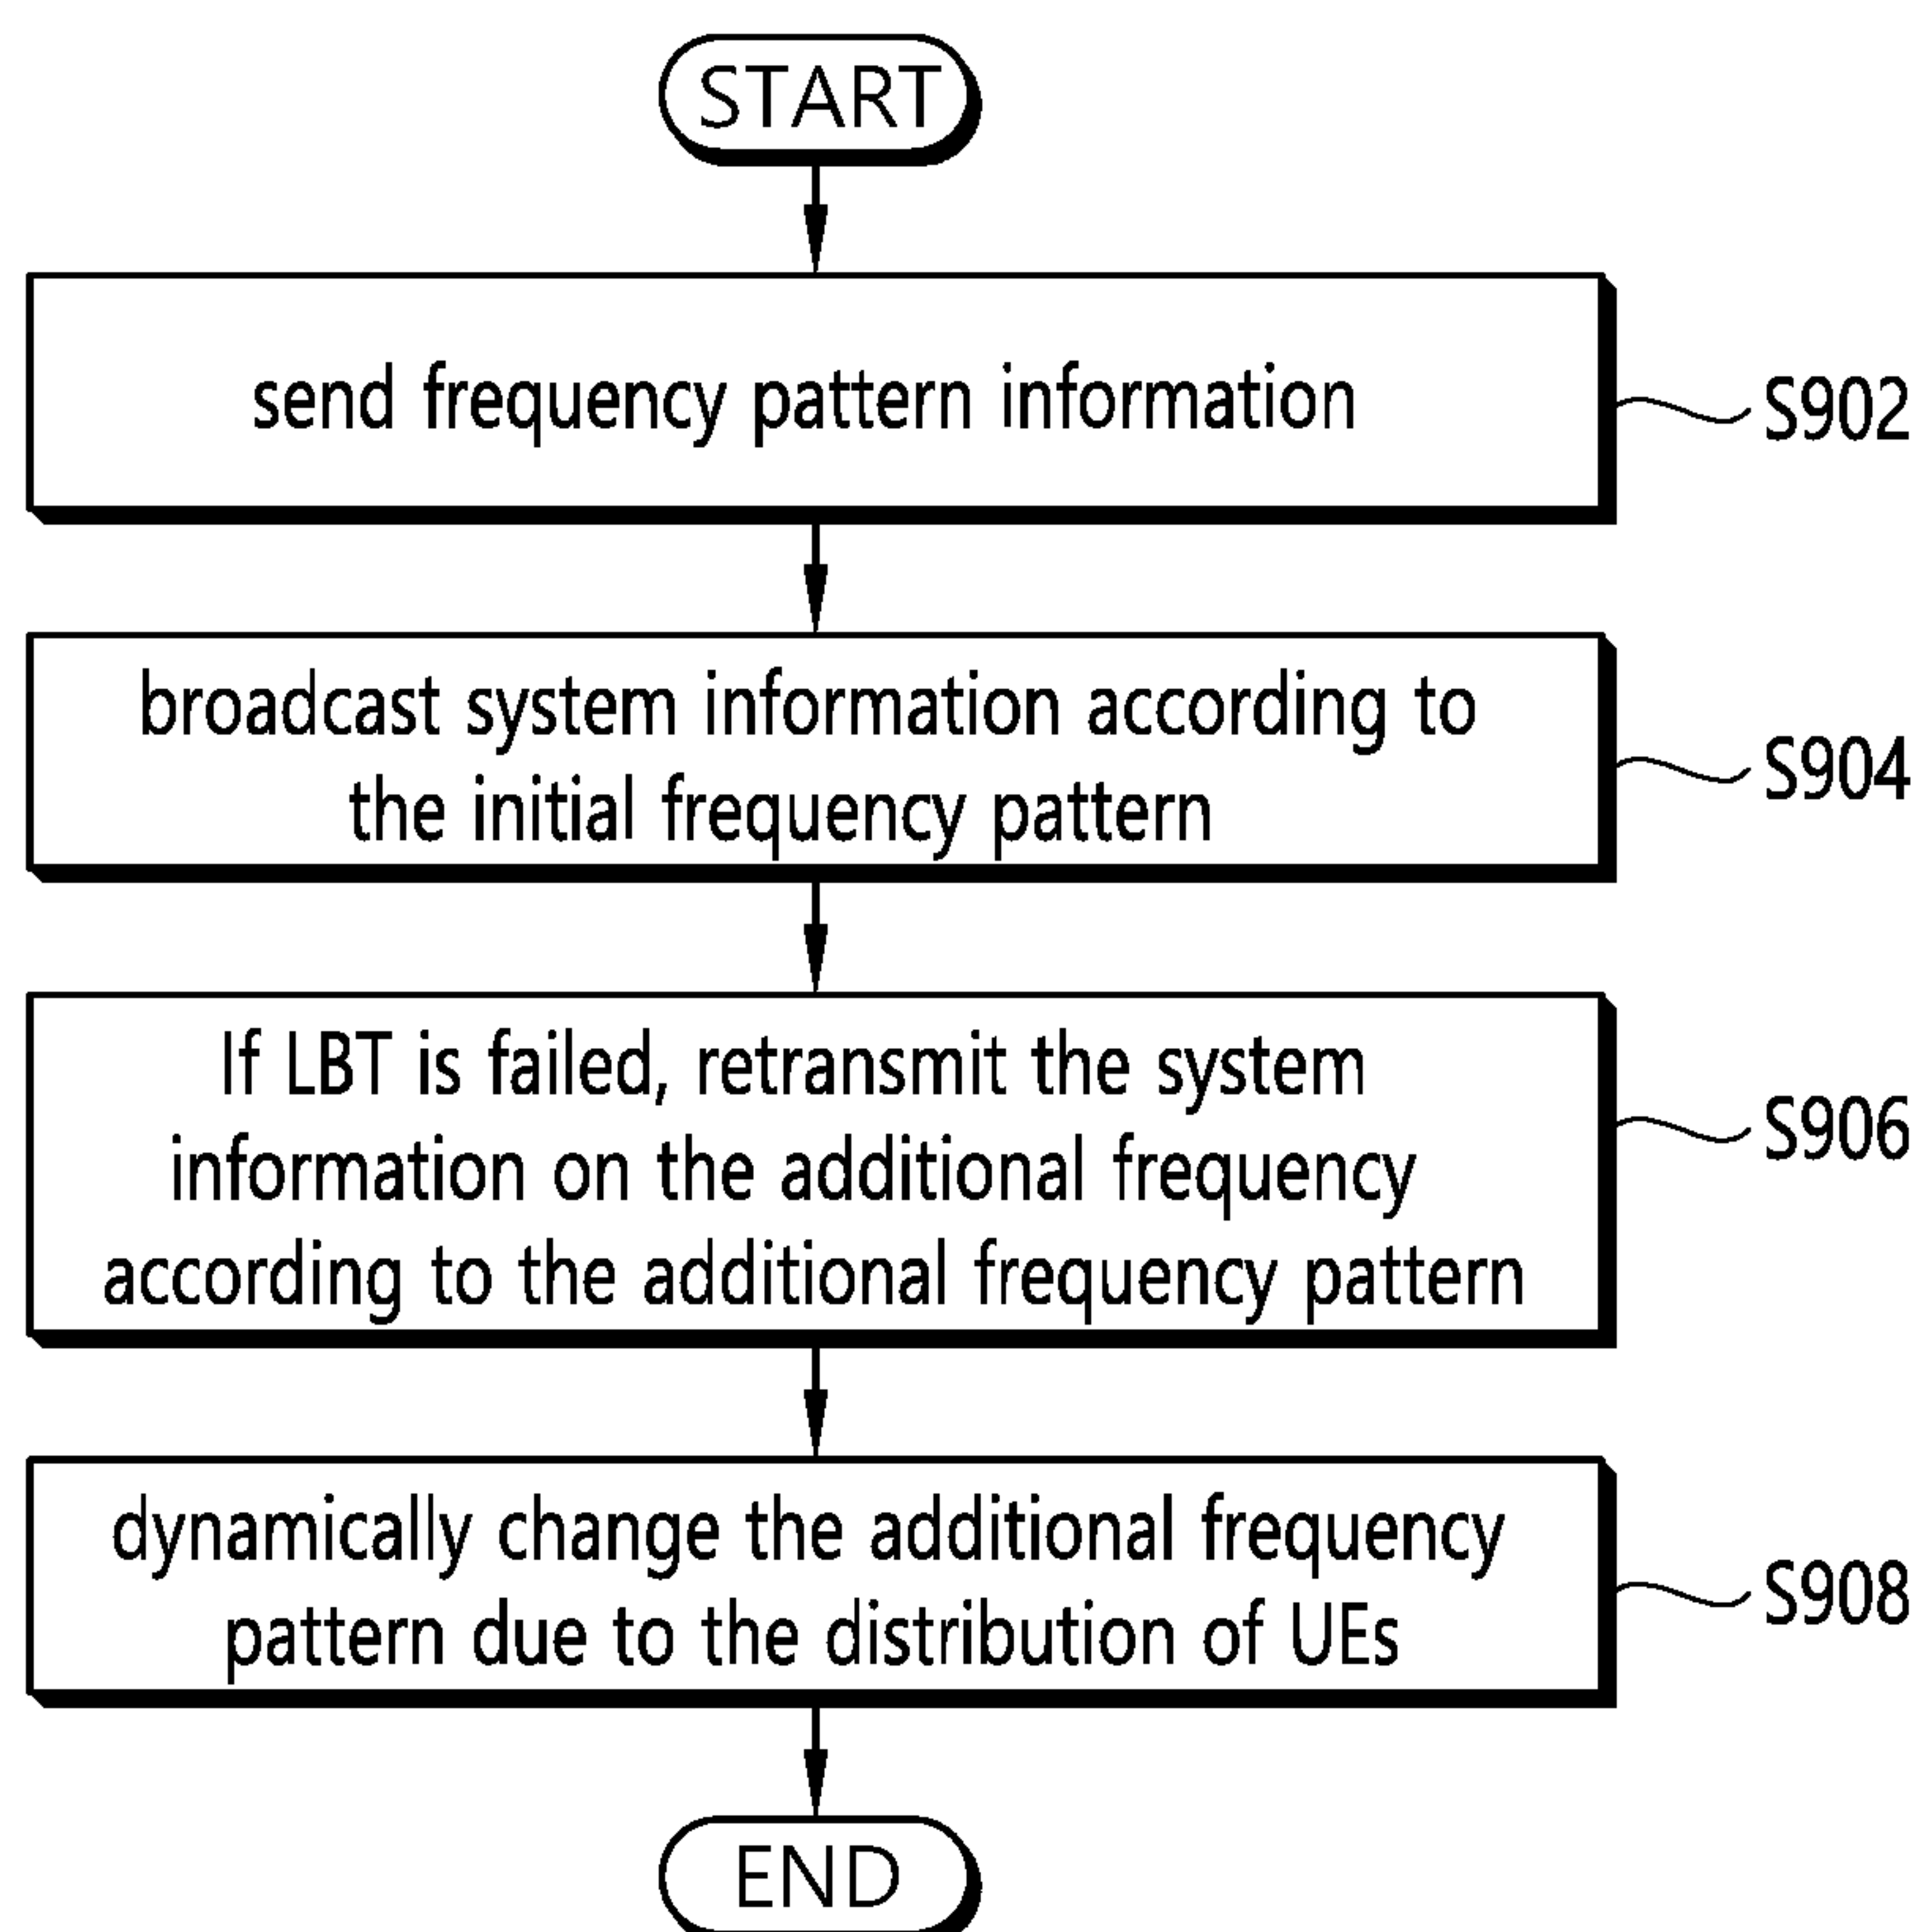 START
send frequency pattern information
S902
broadcast system information according to
the initial frequency pattern
S904
If LBT is failed, retransmit the system
information on the additional frequency
according to the additional frequency pattern
S906
dynamically change the additional frequency
pattern due to the distribution of UEs
S908
END